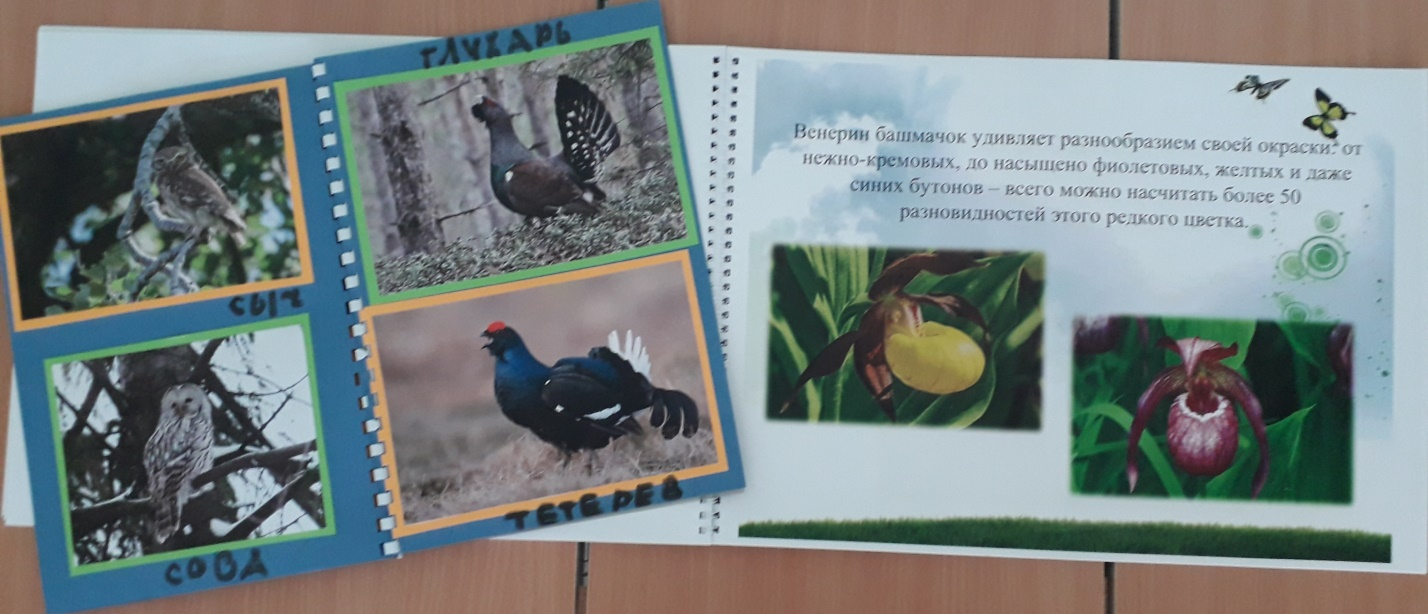 ГЛУХАРЬ
СЫЧ
СОВА
ТЕТЕРЕВ
Венерин башмачок удивляет разнообразием своей окраски: от
нежно-кремовых, до насыщено фиолетовых, желтых и даже
синих бутонов – всего можно насчитать более 50
разновидностей этого редкого цветка.